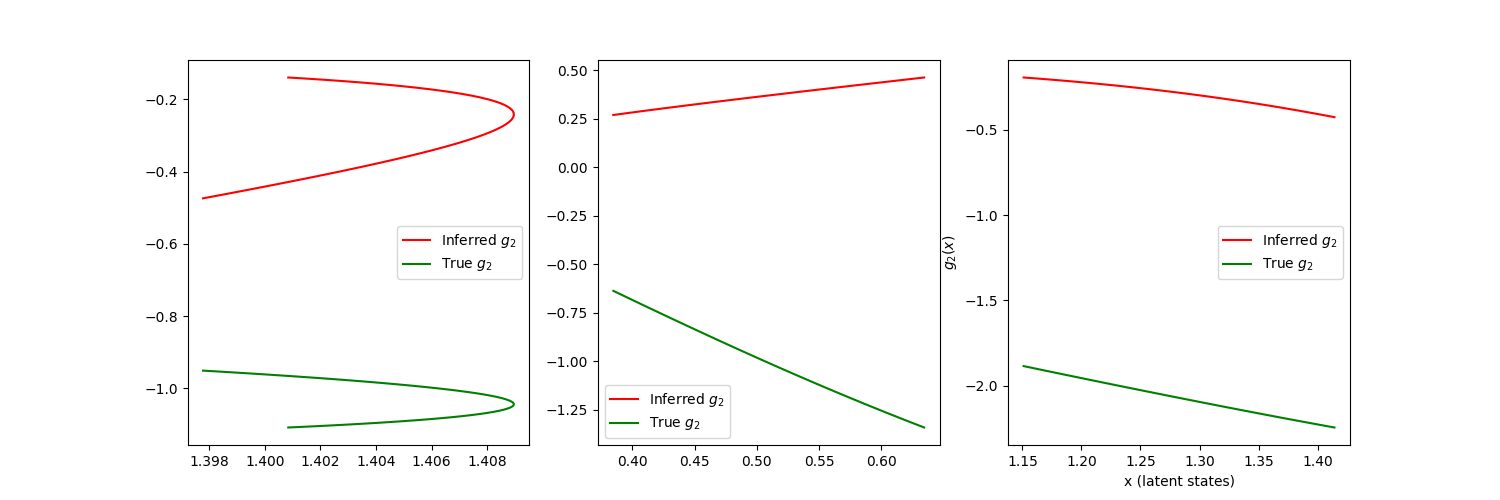 −0.2
−0.4
−0.6
−0.8
−1.0
1.398 1.400 1.402 1.404 1.406 1.408
Inferred g₂
True g₂
0.50
0.25
0.00
−0.25
−0.50
−0.75
−1.00
−1.25
0.40 0.45 0.50 0.55 0.60
Inferred g₂
True g₂
g₂(x)
−0.5
−1.0
−1.5
−2.0
1.15 1.20 1.25 1.30 1.35 1.40
x (latent states)
Inferred g₂
True g₂